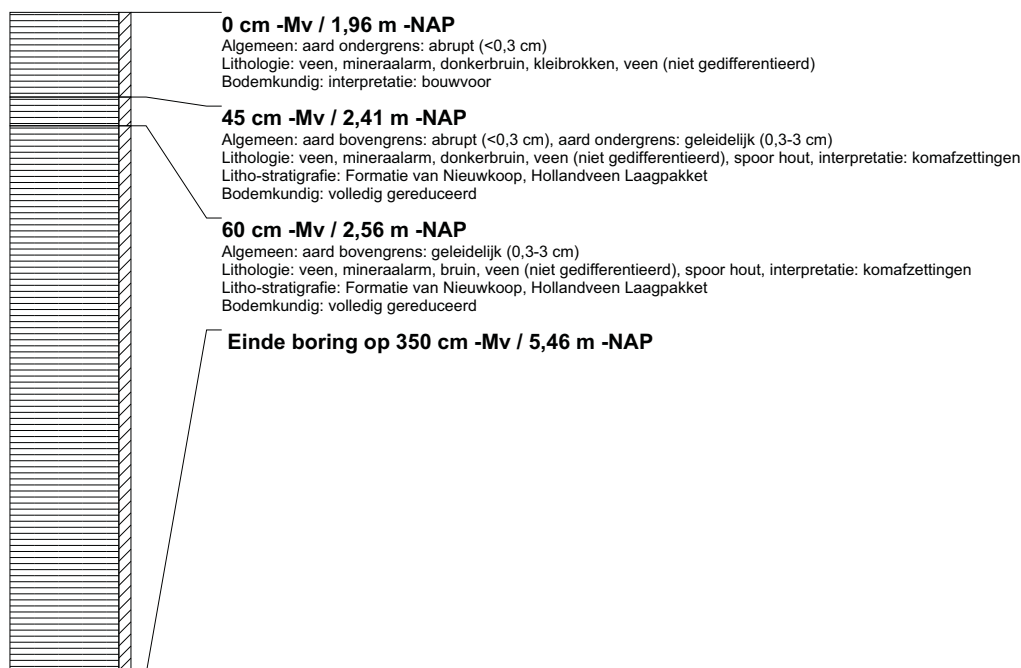 0 cm -Mv / 1,96 m -NAP
Algemeen: aard ondergrens: abrupt (<0,3 cm)
Lithologie: veen, mineraalarm, donkerbruin, kleibrokken, veen (niet gedifferentieerd)
Bodemkundig: interpretatie: bouwvoor
45 cm -Mv / 2,41 m -NAP
Algemeen: aard bovengrens: abrupt (<0,3 cm), aard ondergrens: geleidelijk (0,3-3 cm)
Lithologie: veen, mineraalarm, donkerbruin, veen (niet gedifferentieerd), spoor hout, interpretatie: komafzettingen
Litho-stratigrafie: Formatie van Nieuwkoop, Hollandveen Laagpakket
Bodemkundig: volledig gereduceerd
60 cm -Mv / 2,56 m -NAP
Algemeen: aard bovengrens: geleidelijk (0,3-3 cm)
Lithologie: veen, mineraalarm, bruin, veen (niet gedifferentieerd), spoor hout, interpretatie: komafzettingen
Litho-stratigrafie: Formatie van Nieuwkoop, Hollandveen Laagpakket
Bodemkundig: volledig gereduceerd
Einde boring op 350 cm -Mv / 5,46 m -NAP